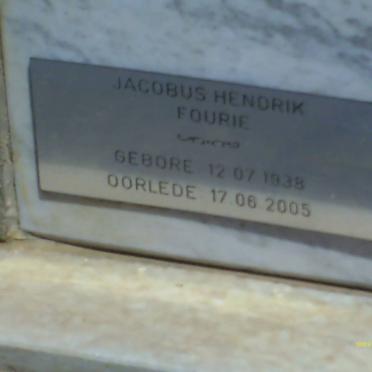 JACOBUS HENDRIK
FOURIE
GEBORE 12 07 1938
OORLEDE 17.06 2005